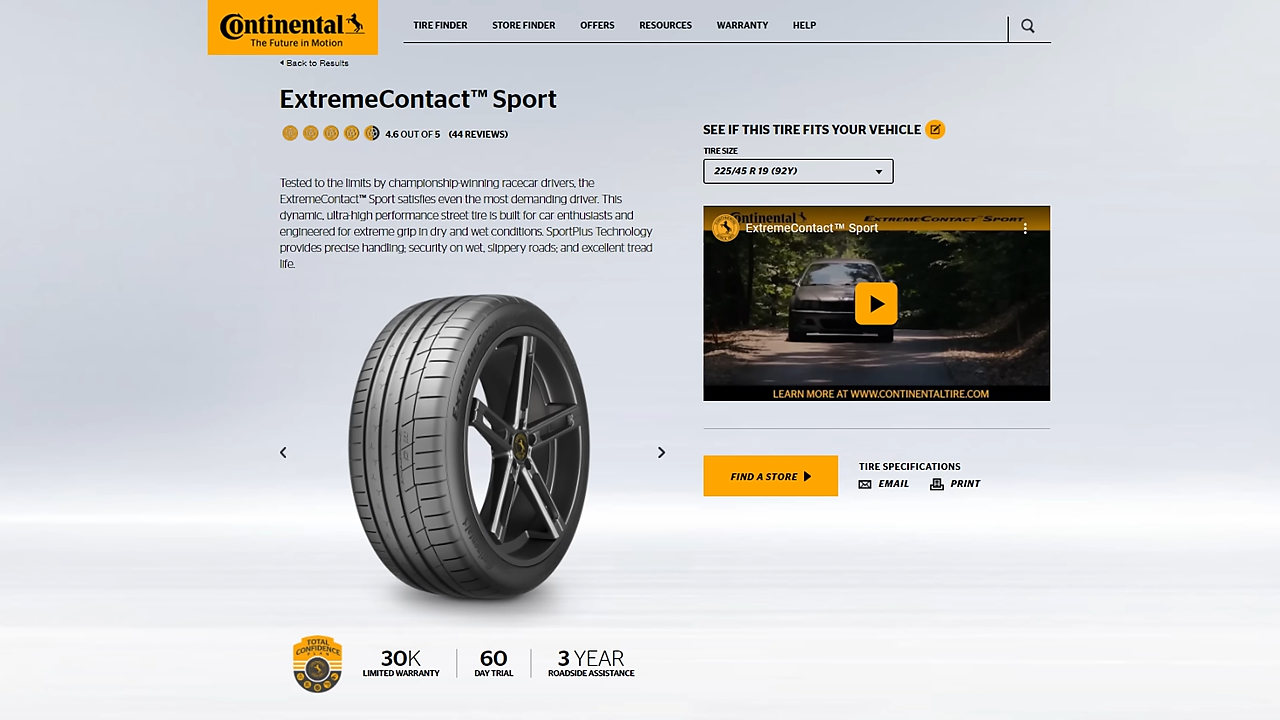 Continental
The Future in Motion
TIRE FINDER
STORE FINDER
OFFERS
RESOURCES
WARRANTY
HELP
Back to Results
ExtremeContact™ Sport
4.6 OUT OF 5 (44 REVIEWS)
Tested to the limits by championship-winning racecar drivers, the
ExtremeContact™ Sport satisfies even the most demanding driver. This
dynamic, ultra-high performance street tire is built for car enthusiasts and
engineered for extreme grip in dry and wet conditions. SportPlus Technology
provides precise handling; security on wet, slippery roads; and excellent tread
life.
SEE IF THIS TIRE FITS YOUR VEHICLE
TIRE SIZE
225/45 R 19 (92Y)
Continental
EXTREMECONTACT™ SPORT
ExtremeContact™ Sport
LEARN MORE AT WWW.CONTINENTALTIRE.COM
FIND A STORE
TIRE SPECIFICATIONS
EMAIL
PRINT
TOTAL
CONFIDENCE
PLAN
30K
LIMITED WARRANTY
60
DAY TRIAL
3 YEAR
ROADSIDE ASSISTANCE